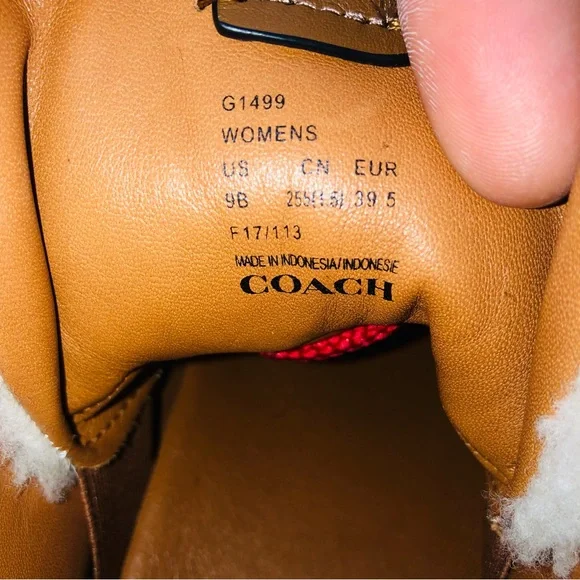 G1499
WOMENS
US CN EUR
9B 255(1.5) 39.5
F17/113
MADE IN INDONESIA/INDONESIE
COACH